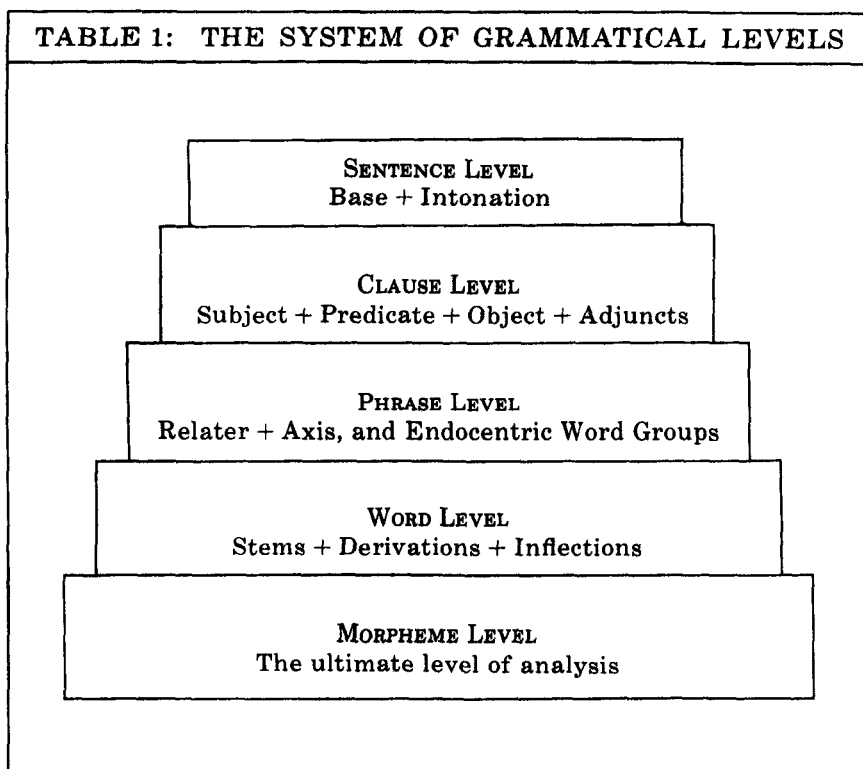 TABLE 1: THE SYSTEM OF GRAMMATICAL LEVELS
SENTENCE LEVEL
Base + Intonation
CLAUSE LEVEL
Subject + Predicate + Object + Adjuncts
PHRASE LEVEL
Relater + Axis, and Endocentric Word Groups
WORD LEVEL
Stems + Derivations + Inflections
MORPHEME LEVEL
The ultimate level of analysis